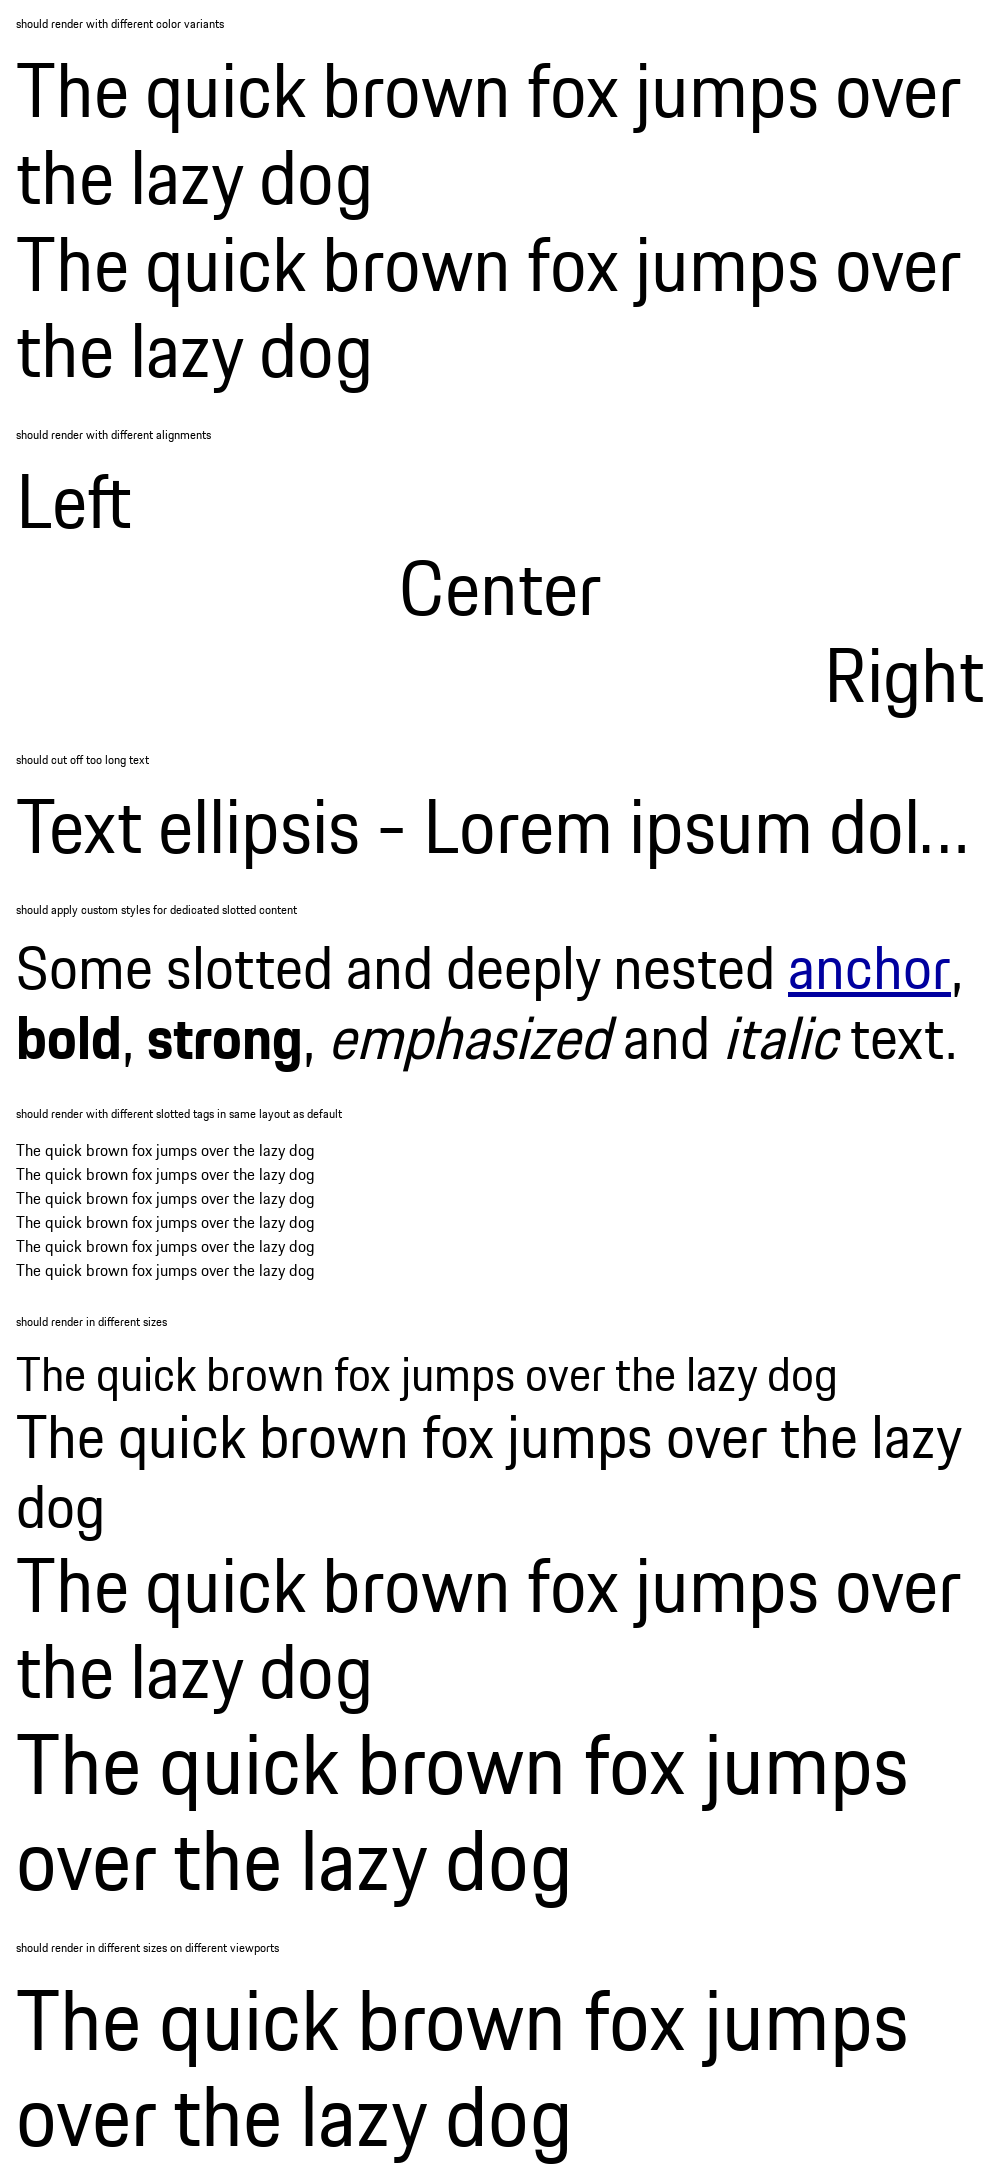 should render with different color variants
The quick brown fox jumps over
the lazy dog
The quick brown fox jumps over
the lazy dog
should render with different alignments
Left
Center
Right
should cut off too long text
Text ellipsis - Lorem ipsum dol...
should apply custom styles for dedicated slotted content
Some slotted and deeply nested anchor,
bold, strong, emphasized and italic text.
should render with different slotted tags in same layout as default
The quick brown fox jumps over the lazy dog
The quick brown fox jumps over the lazy dog
The quick brown fox jumps over the lazy dog
The quick brown fox jumps over the lazy dog
The quick brown fox jumps over the lazy dog
The quick brown fox jumps over the lazy dog
should render in different sizes
The quick brown fox jumps over the lazy dog
The quick brown fox jumps over the lazy
dog
The quick brown fox jumps over
the lazy dog
The quick brown fox jumps
over the lazy dog
should render in different sizes on different viewports
The quick brown fox jumps
over the lazy dog